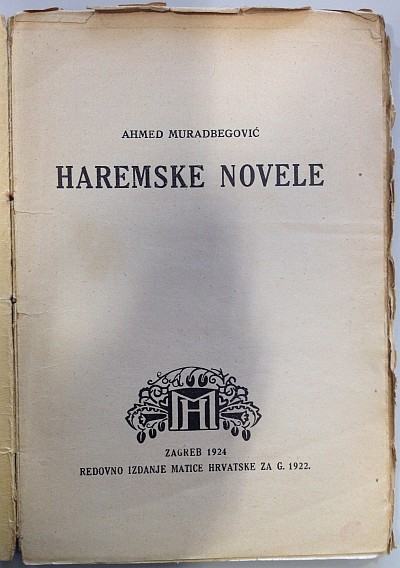 AHMED MURADBEGOVIĆ
HAREMSKE NOVELE
MH
ZAGREB 1924
REDOVNO IZDANJE MATICE HRVATSKE ZA G. 1922.